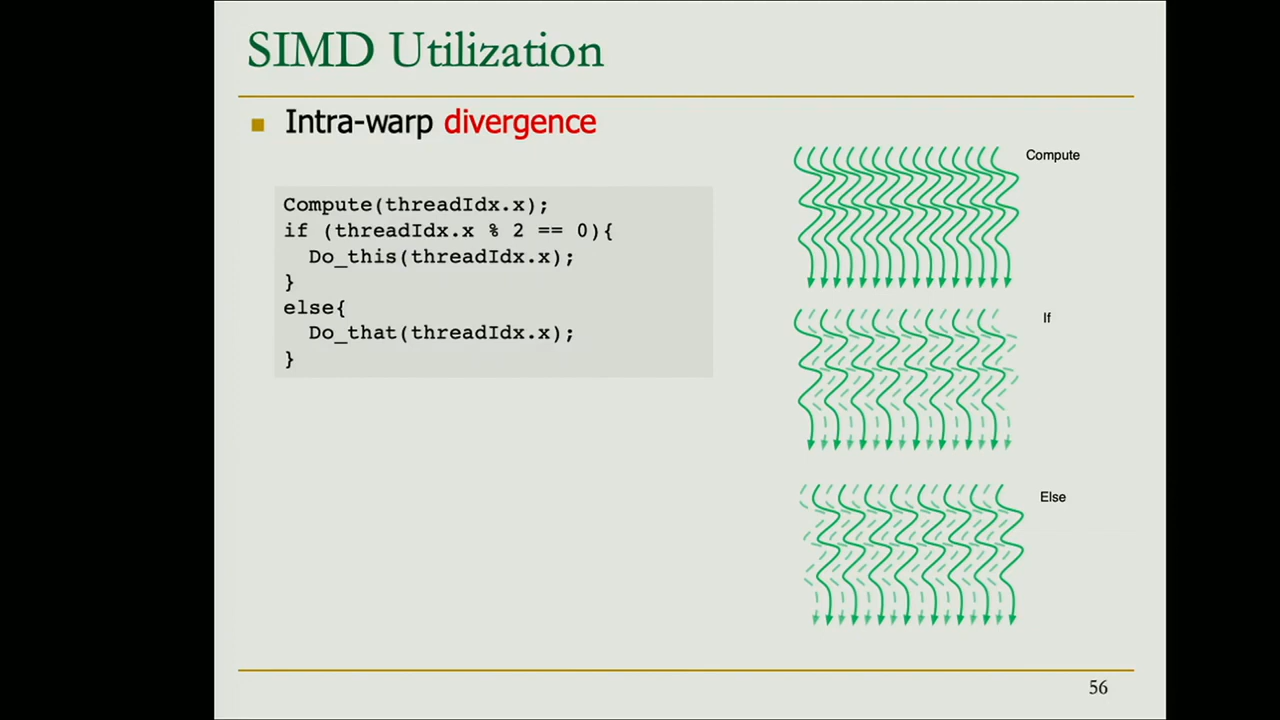 SIMD Utilization
Intra-warp divergence
Compute(threadIdx.x);
if (threadIdx.x % 2 == 0){
Do_this(threadIdx.x);
}
else{
Do_that(threadIdx.x);
}
Compute
If
Else
56